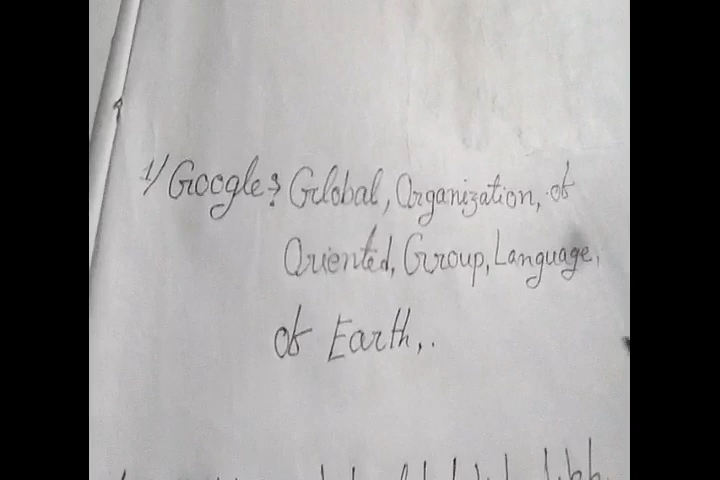 1/ Google : Global, Organization, of
Oriented, Group, Language,
of Earth,.